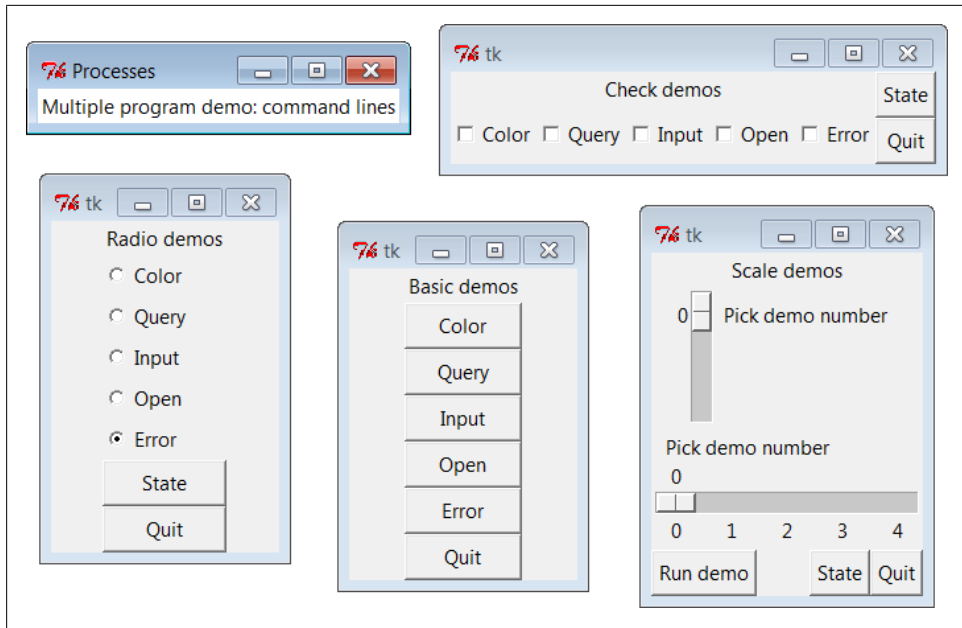 Processes
Multiple program demo: command lines
tk
Check demos
State
Color Query Input Open Error
Quit
tk
Radio demos
Color
Query
Input
Open
Error
State
Quit
tk
Basic demos
Color
Query
Input
Open
Error
Quit
tk
Scale demos
0 Pick demo number
Pick demo number
0
0 1 2 3 4
Run demo State Quit